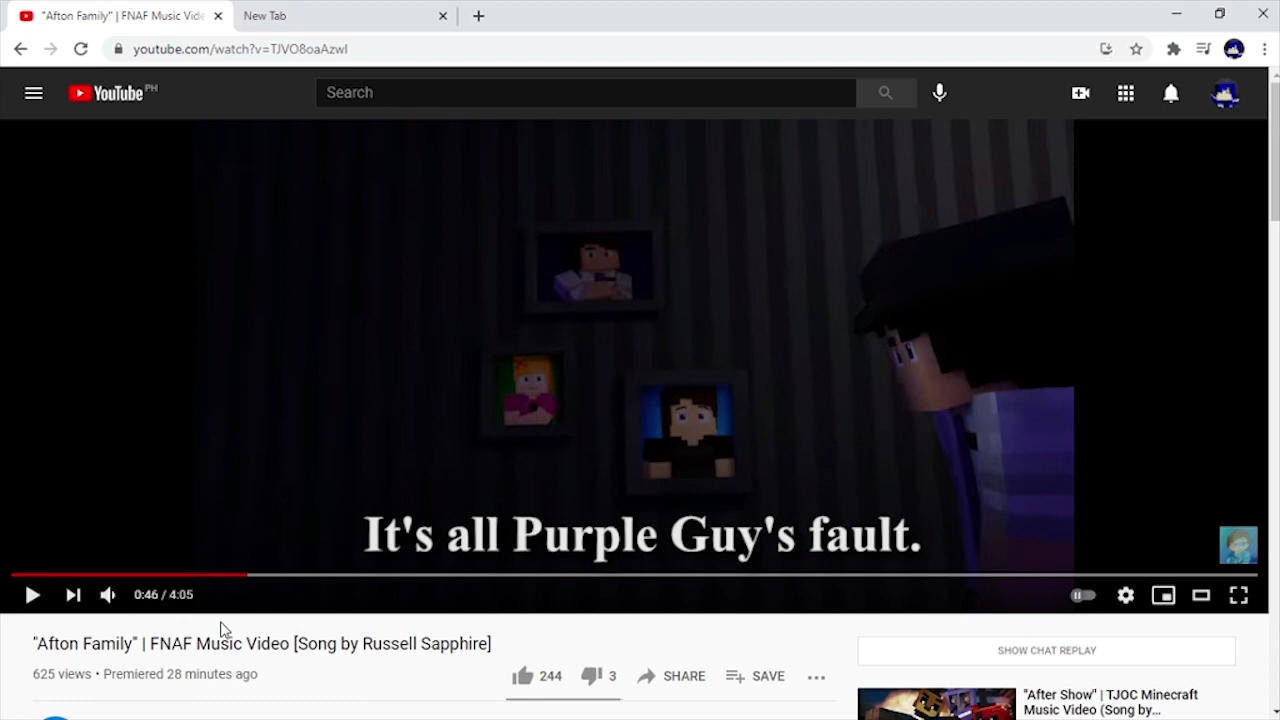 "Afton Family" | FNAF Music Vide
New Tab
youtube.com/watch?v=TJVO8oaAzwI
YouTube PH
Search
It's all Purple Guy's fault.
0:46 / 4:05
"Afton Family" | FNAF Music Video [Song by Russell Sapphire]
625 views • Premiered 28 minutes ago
244
3
SHARE
SAVE
SHOW CHAT REPLAY
"After Show" | TJOC Minecraft
Music Video (Song by...